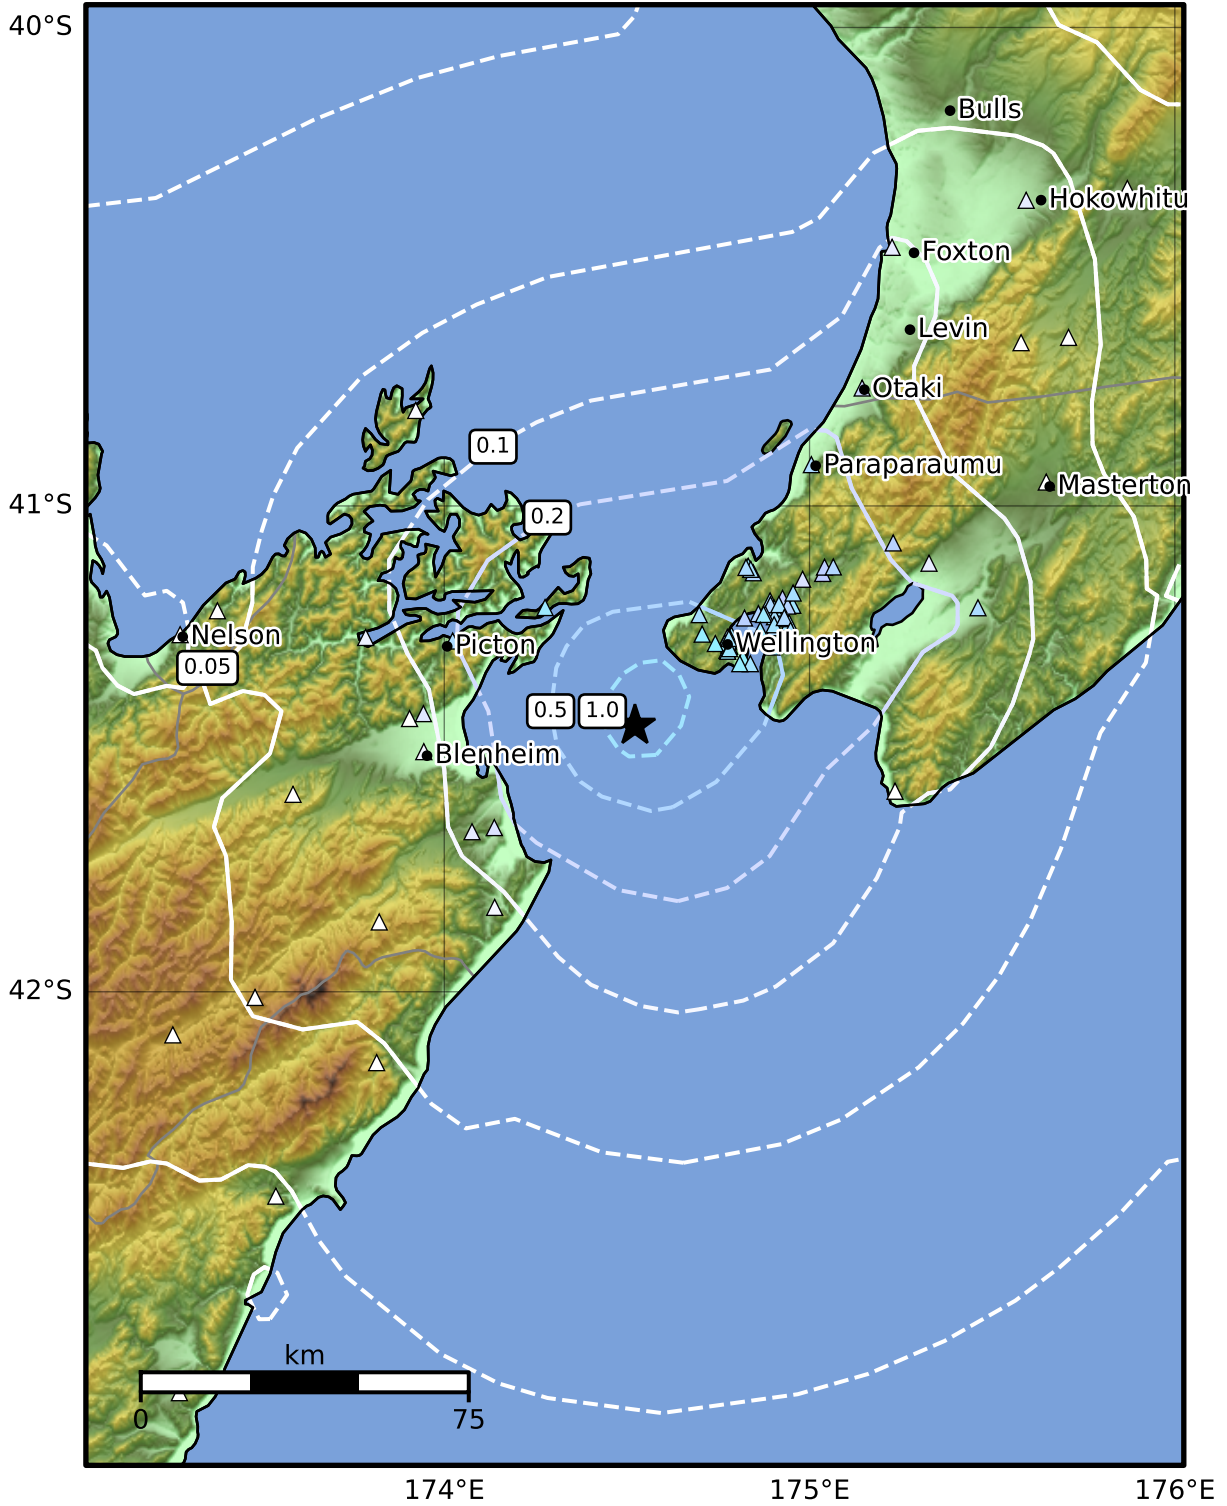 40°S
Bulls
Hokowhitu
Foxton
Levin
Otaki
0.1
Paraparaumu
Masterton
41°S
0.2
Nelson
Picton
Wellington
0.05
0.5
1.0
Blenheim
42°S
km
0
75
174°E
175°E
176°E